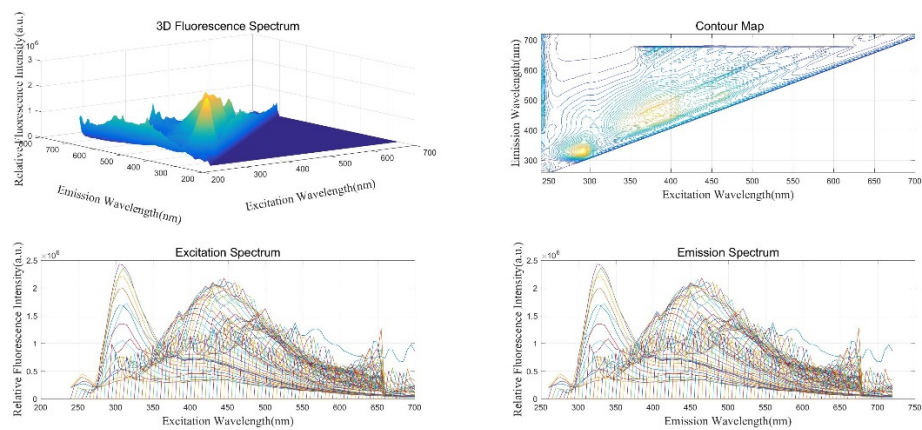 3D Fluorescence Spectrum
×10⁶
Relative Fluorescence Intensity(a.u.)
3
2
1
0
800 700 600 500 400 300 200
Emission Wavelength(nm)
200 300 400 500 600 700
Excitation Wavelength(nm)
Contour Map
Emission Wavelength(nm)
700
600
500
400
300
250 300 350 400 450 500 550 600 650 700
Excitation Wavelength(nm)
Excitation Spectrum
×10⁶
Relative Fluorescence Intensity(a.u.)
2.5
2
1.5
1
0.5
0
200 250 300 350 400 450 500 550 600 650 700
Excitation Wavelength(nm)
Emission Spectrum
×10⁶
Relative Fluorescence Intensity(a.u.)
2.5
2
1.5
1
0.5
0
250 300 350 400 450 500 550 600 650 700 750
Emission Wavelength(nm)